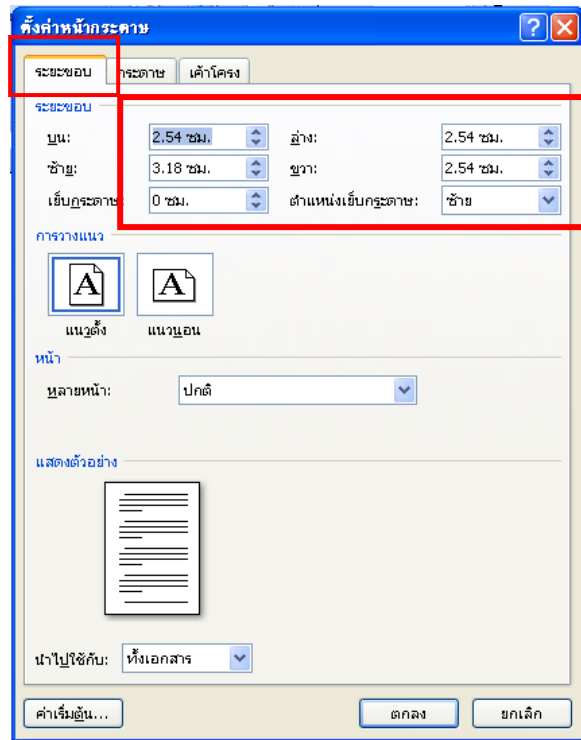 ตั้งค่าหน้ากระดาษ
ระยะขอบ กระดาษ เค้าโครง
ระยะขอบ
บน: 2.54 ซม. ล่าง: 2.54 ซม.
ซ้าย: 3.18 ซม. ขวา: 2.54 ซม.
เย็บกระดาษ: 0 ซม. ตำแหน่งเย็บกระดาษ: ซ้าย
การวางแนว
A A
แนวตั้ง แนวนอน
หน้า
หลายหน้า: ปกติ
แสดงตัวอย่าง
นำไปใช้กับ: ทั้งเอกสาร
ค่าเริ่มต้น... ตกลง ยกเลิก